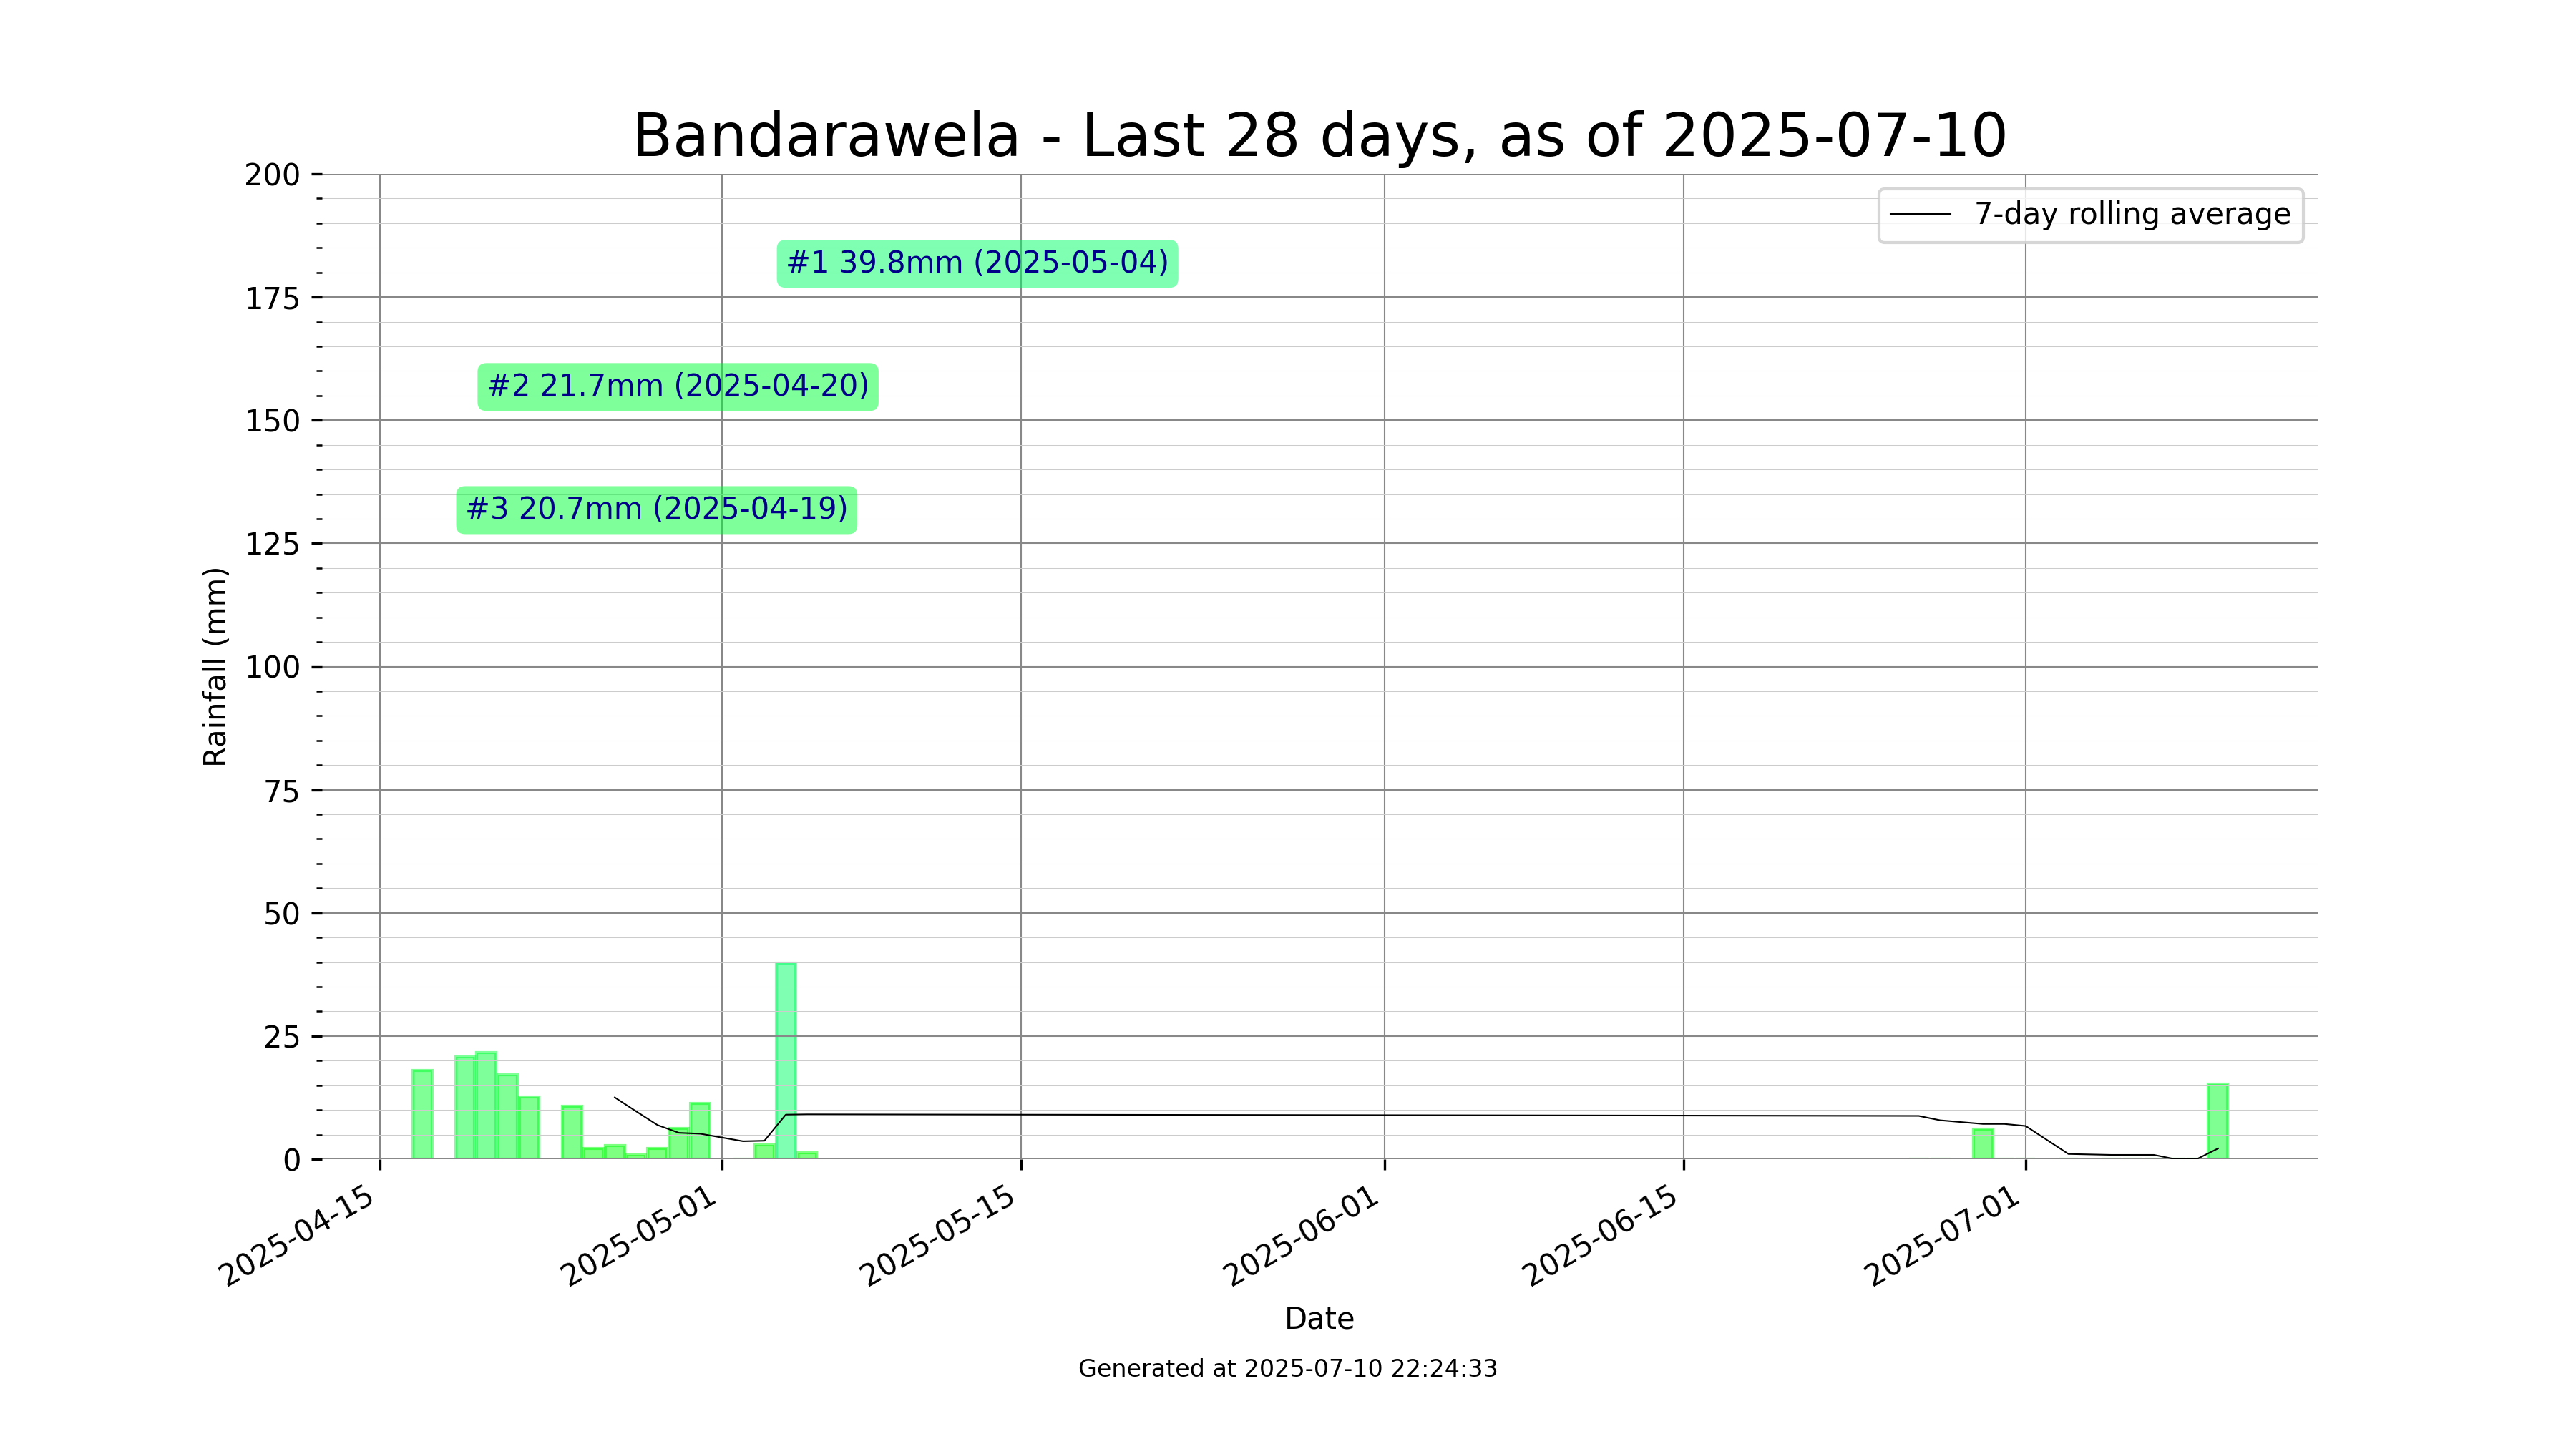 Bandarawela - Last 28 days, as of 2025-07-10
200
175
150
125
100
75
50
25
0
Rainfall (mm)
7-day rolling average
#1 39.8mm (2025-05-04)
#2 21.7mm (2025-04-20)
#3 20.7mm (2025-04-19)
2025-04-15
2025-05-01
2025-05-15
2025-06-01
2025-06-15
2025-07-01
Date
Generated at 2025-07-10 22:24:33